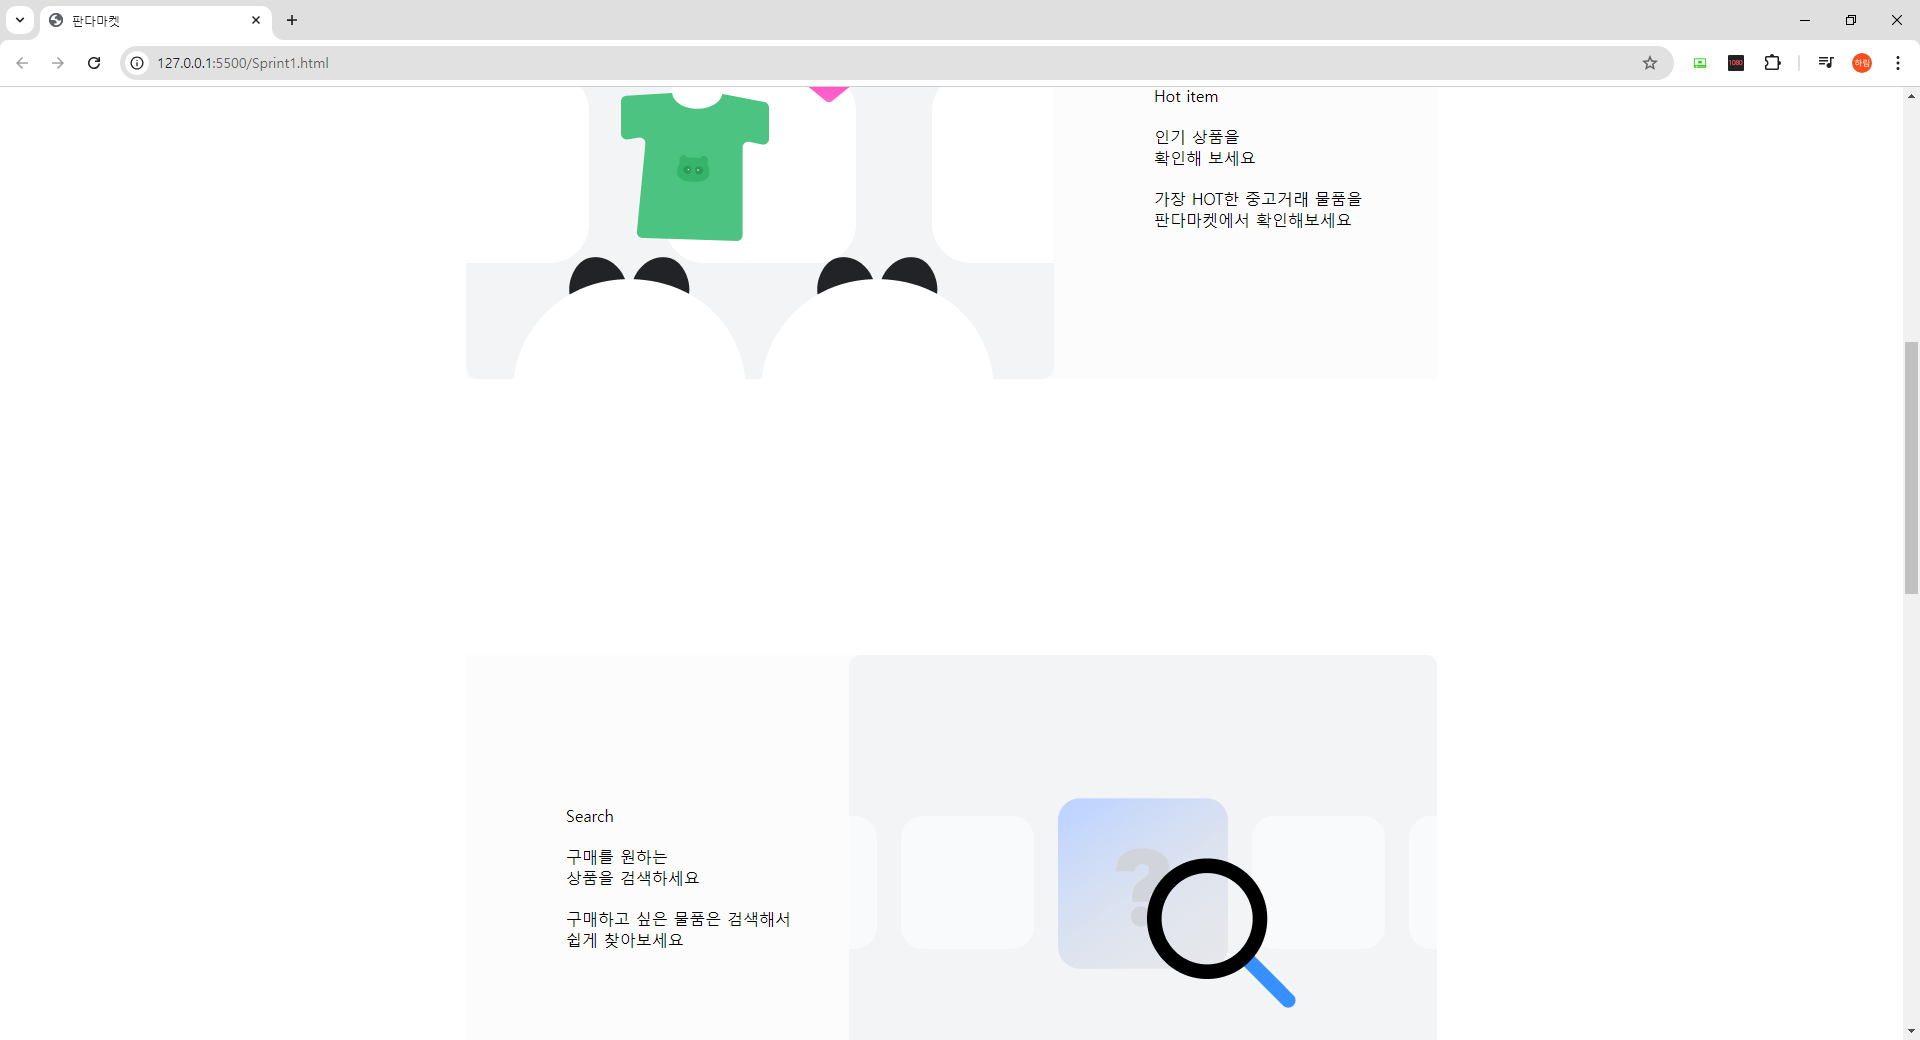 판다마켓
127.0.0.1:5500/Sprint1.html
1080
하림
Hot item
인기 상품을
확인해 보세요
가장 HOT한 중고거래 물품을
판다마켓에서 확인해보세요
Search
구매를 원하는
상품을 검색하세요
구매하고 싶은 물품은 검색해서
쉽게 찾아보세요
?